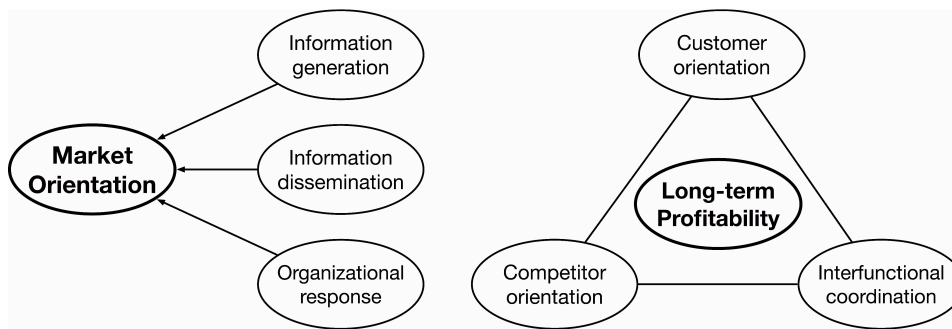 Information
generation
Market
Orientation
Information
dissemination
Organizational
response
Customer
orientation
Long-term
Profitability
Competitor
orientation
Interfunctional
coordination